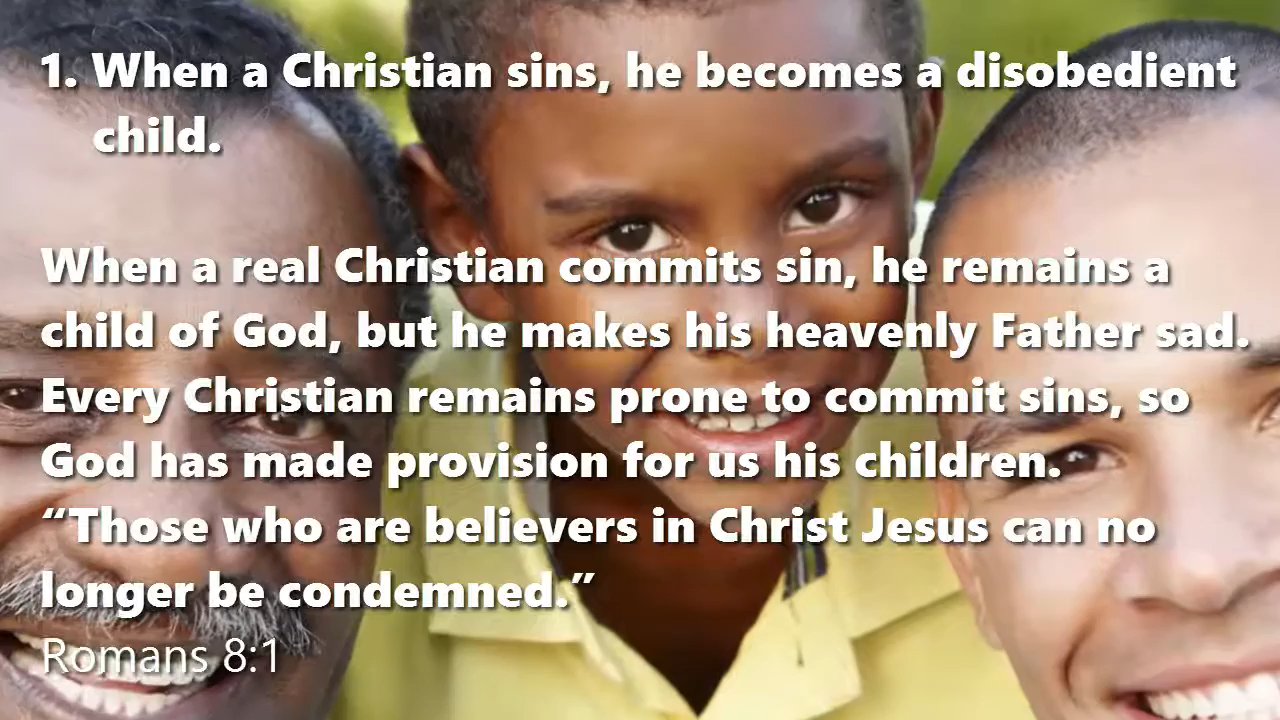 1. When a Christian sins, he becomes a disobedient
child.
When a real Christian commits sin, he remains a
child of God, but he makes his heavenly Father sad.
Every Christian remains prone to commit sins, so
God has made provision for us his children.
“Those who are believers in Christ Jesus can no
longer be condemned.”
Romans 8:1